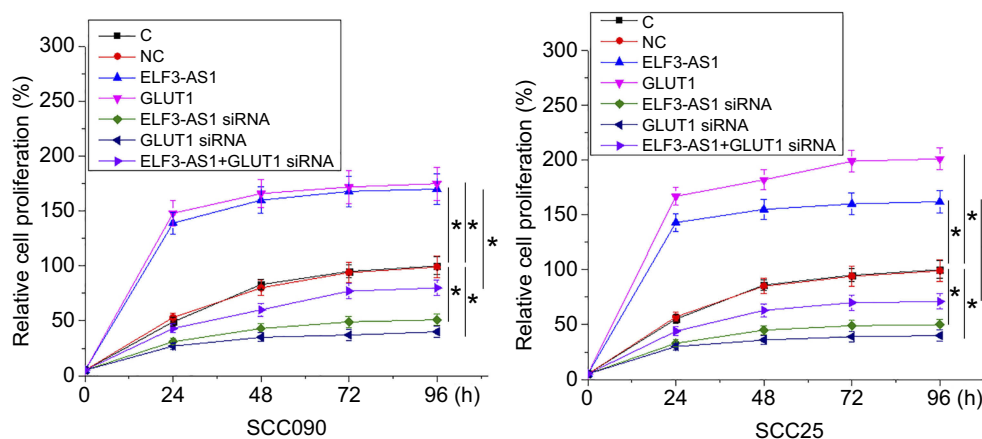 C
NC
ELF3-AS1
GLUT1
ELF3-AS1 siRNA
GLUT1 siRNA
ELF3-AS1+GLUT1 siRNA
Relative cell proliferation (%)
300
250
200
150
100
50
0
* * *
* *
0 24 48 72 96 (h)
SCC090
C
NC
ELF3-AS1
GLUT1
ELF3-AS1 siRNA
GLUT1 siRNA
ELF3-AS1+GLUT1 siRNA
Relative cell proliferation (%)
300
250
200
150
100
50
0
* * *
* *
0 24 48 72 96 (h)
SCC25